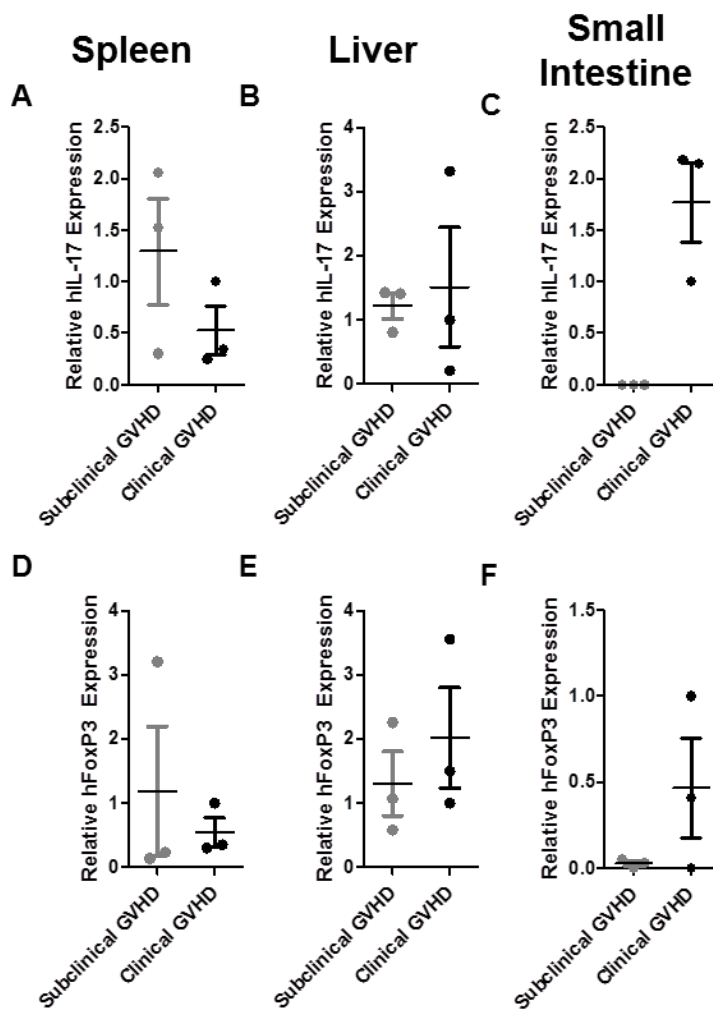 Spleen
Liver
Small
Intestine
A
Relative hIL-17 Expression
2.5
2.0
1.5
1.0
0.5
0.0
Subclinical GVHD
Clinical GVHD
B
Relative hIL-17 Expression
4
3
2
1
0
Subclinical GVHD
Clinical GVHD
C
Relative hIL-17 Expression
2.5
2.0
1.5
1.0
0.5
0.0
Subclinical GVHD
Clinical GVHD
D
Relative hFoxP3 Expression
4
3
2
1
0
Subclinical GVHD
Clinical GVHD
E
Relative hFoxP3 Expression
4
3
2
1
0
Subclinical GVHD
Clinical GVHD
F
Relative hFoxP3 Expression
1.5
1.0
0.5
0.0
Subclinical GVHD
Clinical GVHD